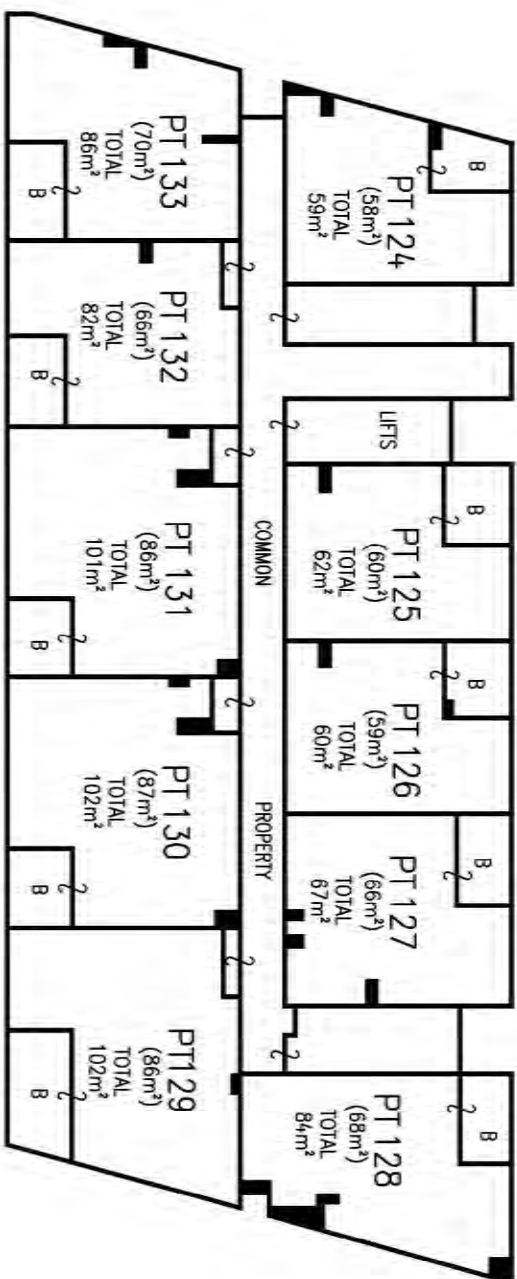 B
PT 124
(58m²)
TOTAL
59m²
LIFTS
B
PT 125
(60m²)
TOTAL
62m²
B
PT 126
(59m²)
TOTAL
60m²
B
PT 127
(66m²)
TOTAL
67m²
B
PT 128
(68m²)
TOTAL
84m²
COMMON
PROPERTY
PT 133
(70m²)
TOTAL
86m²
B
PT 132
(66m²)
TOTAL
82m²
B
PT 131
(86m²)
TOTAL
101m²
B
PT 130
(87m²)
TOTAL
102m²
B
PT129
(86m²)
TOTAL
102m²
B